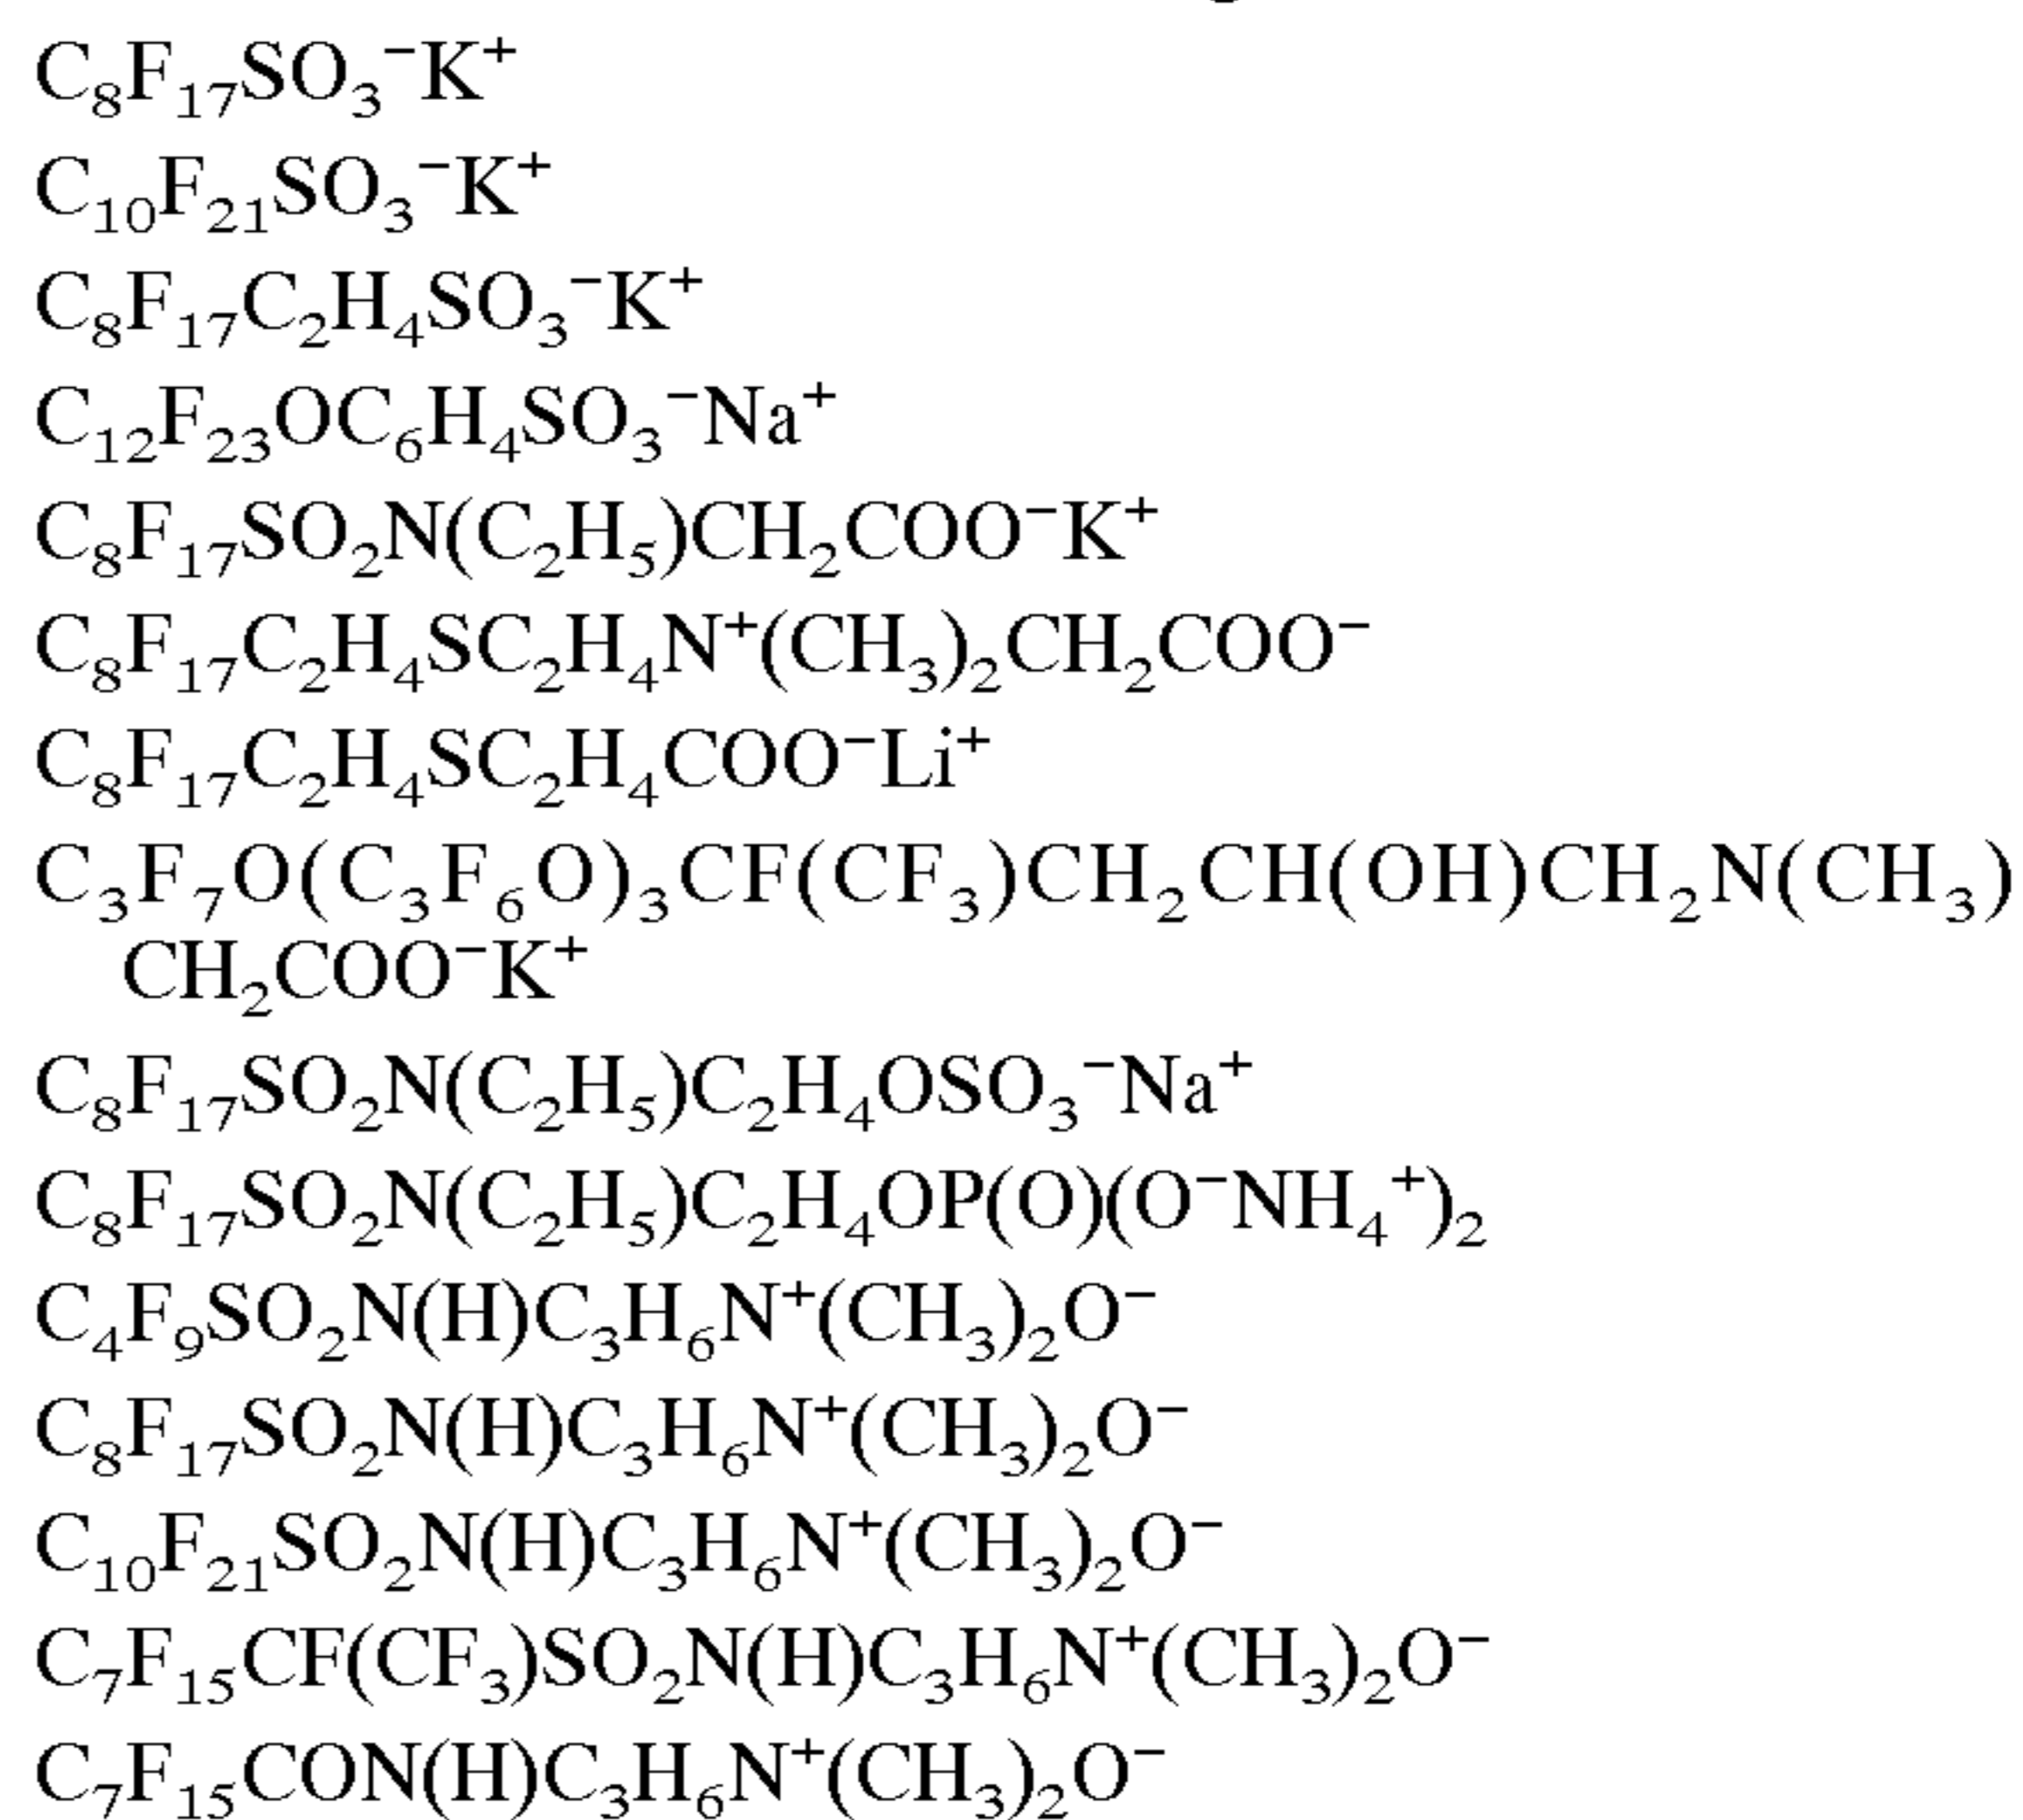 C₈F₁₇SO₃⁻K⁺
C₁₀F₂₁SO₃⁻K⁺
C₈F₁₇C₂H₄SO₃⁻K⁺
C₁₂F₂₃OC₆H₄SO₃⁻Na⁺
C₈F₁₇SO₂N(C₂H₅)CH₂COO⁻K⁺
C₈F₁₇C₂H₄SC₂H₄N⁺(CH₃)₂CH₂COO⁻
C₈F₁₇C₂H₄SC₂H₄COO⁻Li⁺
C₃F₇O(C₃F₆O)₃CF(CF₃)CH₂CH(OH)CH₂N(CH₃)
CH₂COO⁻K⁺
C₈F₁₇SO₂N(C₂H₅)C₂H₄OSO₃⁻Na⁺
C₈F₁₇SO₂N(C₂H₅)C₂H₄OP(O)(O⁻NH₄⁺)₂
C₄F₉SO₂N(H)C₃H₆N⁺(CH₃)₂O⁻
C₈F₁₇SO₂N(H)C₃H₆N⁺(CH₃)₂O⁻
C₁₀F₂₁SO₂N(H)C₃H₆N⁺(CH₃)₂O⁻
C₇F₁₅CF(CF₃)SO₂N(H)C₃H₆N⁺(CH₃)₂O⁻
C₇F₁₅CON(H)C₃H₆N⁺(CH₃)₂O⁻